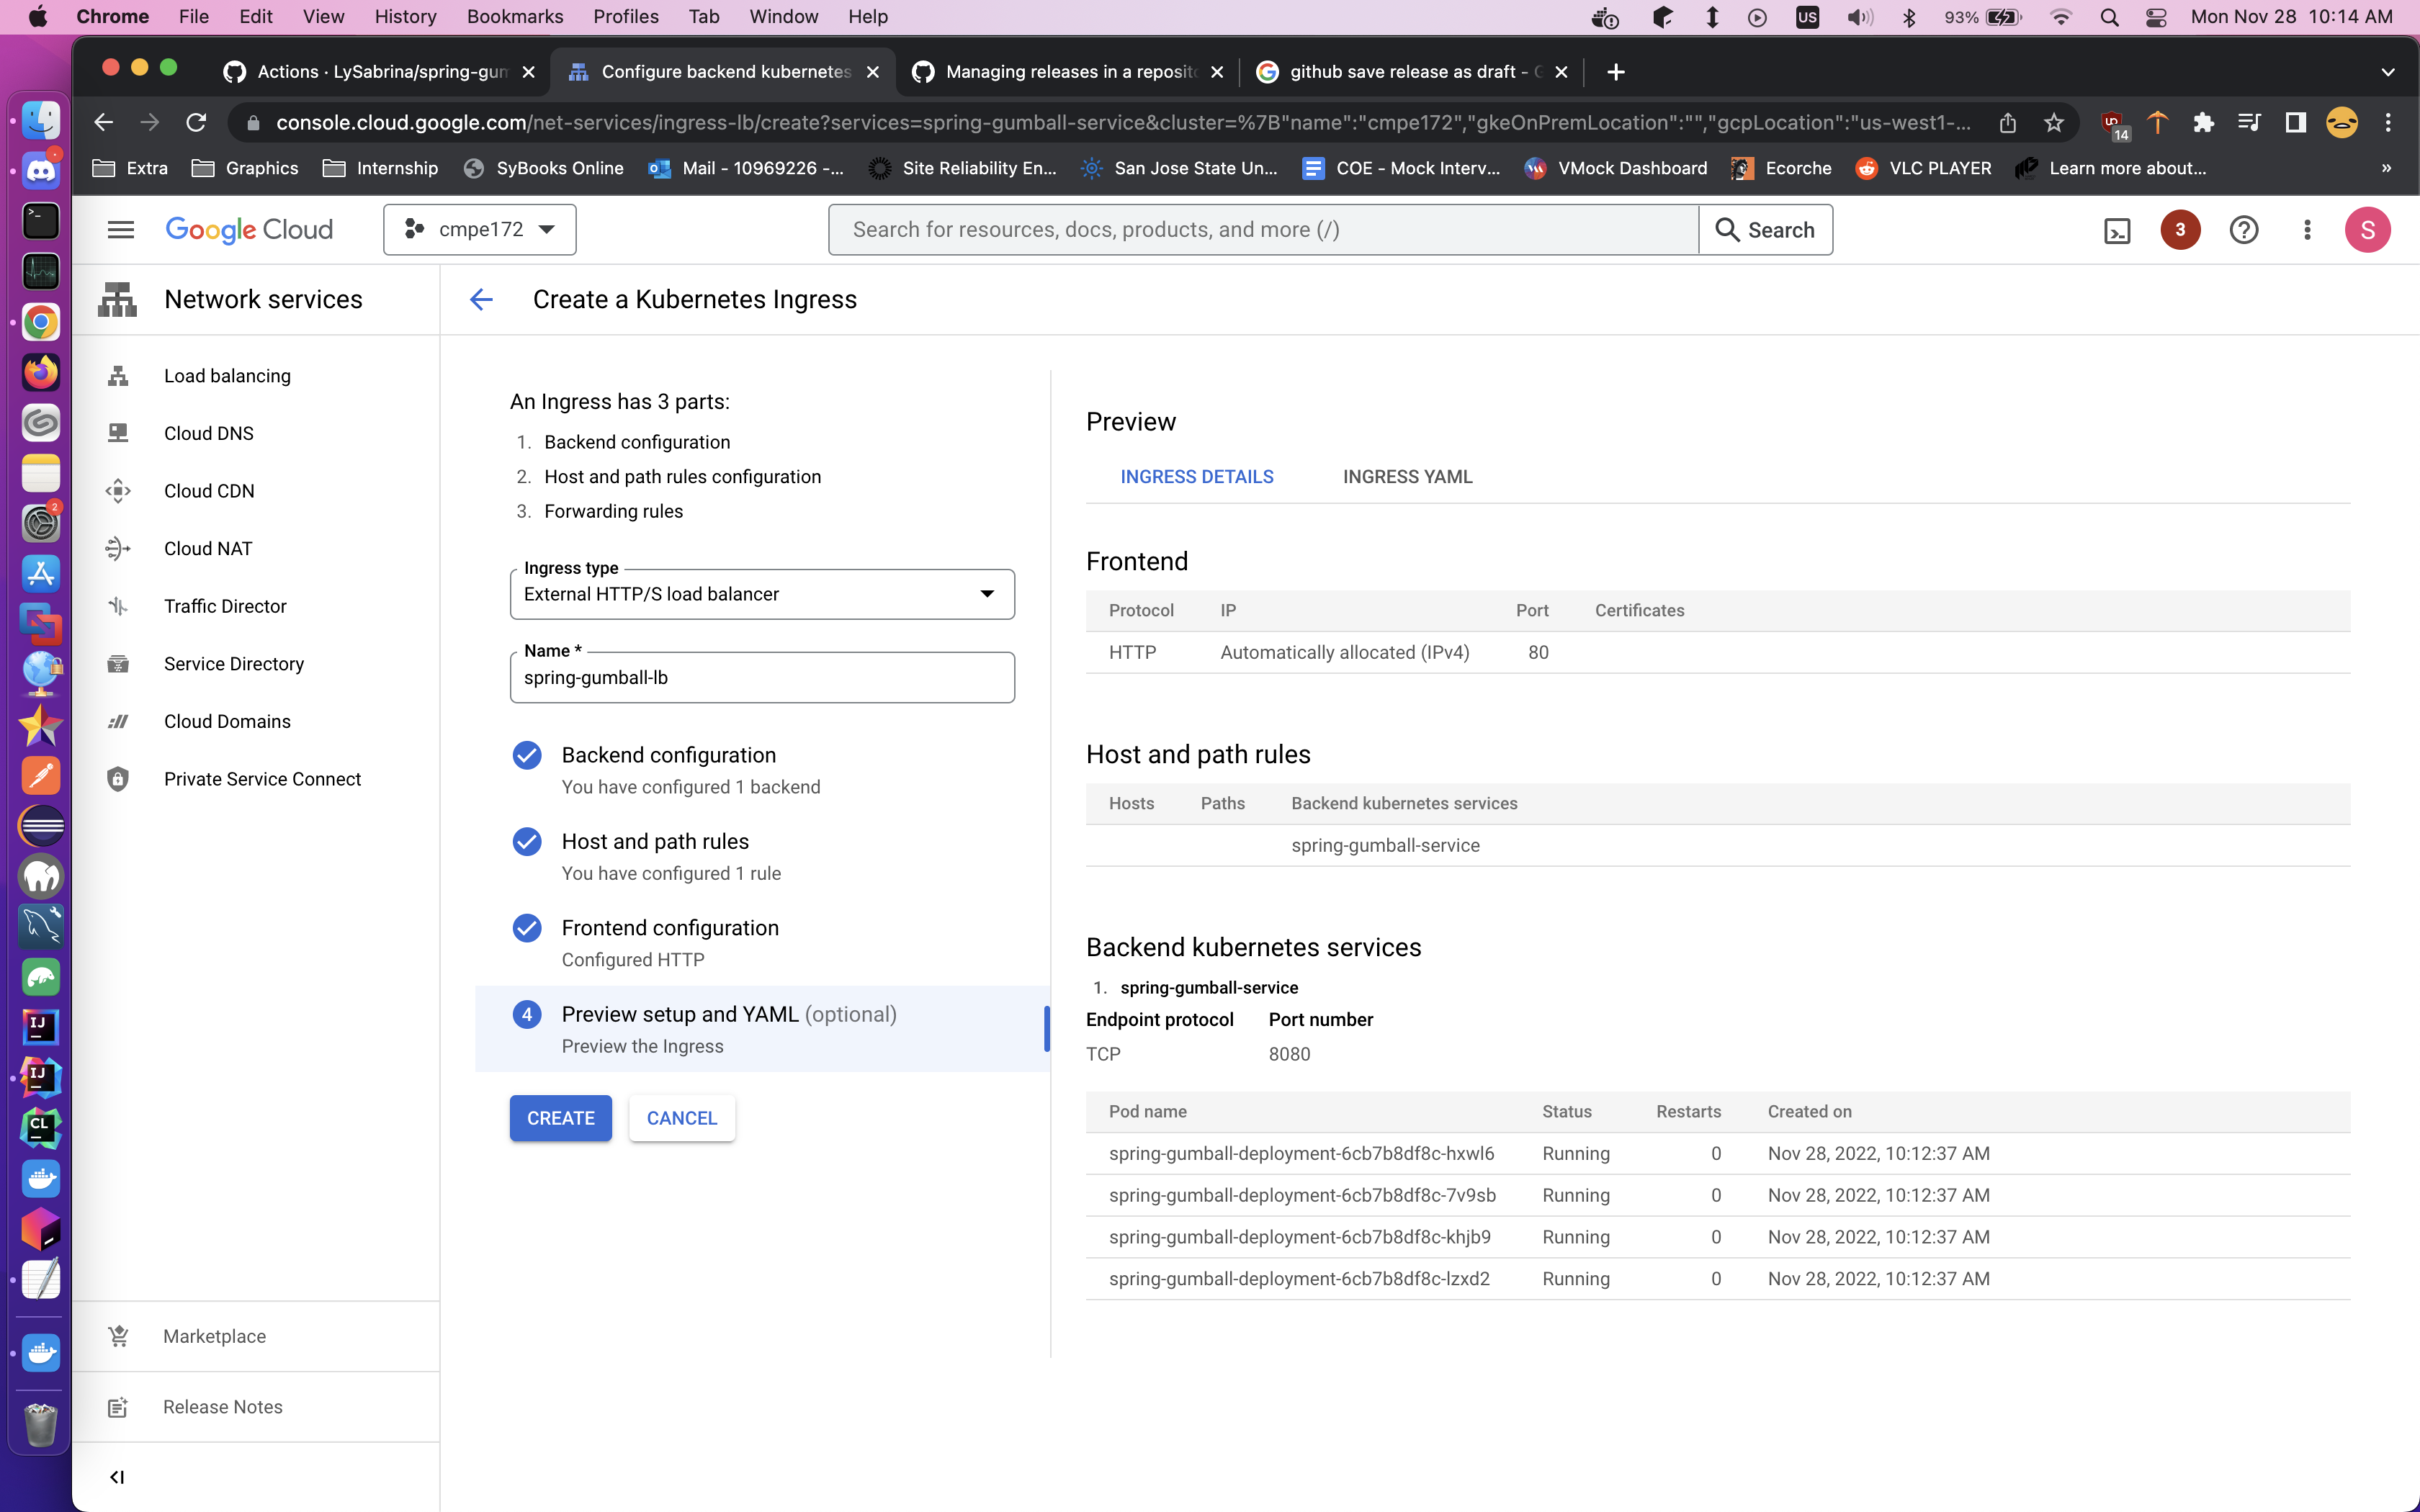 Chrome File Edit View History Bookmarks Profiles Tab Window Help US 93% Mon Nov 28 10:14 AM
Actions · LySabrina/spring-gum
Configure backend kubernetes
Managing releases in a reposito
github save release as draft - G
console.cloud.google.com/net-services/ingress-lb/create?services=spring-gumball-service&cluster=%7B"name":"cmpe172","gkeOnPremLocation":"","gcpLocation":"us-west1-...
14
Extra Graphics Internship SyBooks Online Mail - 10969226 -... Site Reliability En... San Jose State Un... COE - Mock Interv... VMock Dashboard Ecorche VLC PLAYER Learn more about... »
Google Cloud
cmpe172
Search for resources, docs, products, and more (/)
Search
3
S
2
Network services
Load balancing
Cloud DNS
Cloud CDN
Cloud NAT
Traffic Director
Service Directory
Cloud Domains
Private Service Connect
Marketplace
Release Notes
IJ
IJ
CL
Create a Kubernetes Ingress
An Ingress has 3 parts:
1. Backend configuration
2. Host and path rules configuration
3. Forwarding rules
Ingress type
External HTTP/S load balancer
Name *
spring-gumball-lb
Backend configuration
You have configured 1 backend
Host and path rules
You have configured 1 rule
Frontend configuration
Configured HTTP
4 Preview setup and YAML (optional)
Preview the Ingress
CREATE CANCEL
Preview
INGRESS DETAILS INGRESS YAML
Frontend
Protocol IP Port Certificates
HTTP Automatically allocated (IPv4) 80
Host and path rules
Hosts Paths Backend kubernetes services
spring-gumball-service
Backend kubernetes services
1. spring-gumball-service
Endpoint protocol Port number
TCP 8080
Pod name Status Restarts Created on
spring-gumball-deployment-6cb7b8df8c-hxwl6 Running 0 Nov 28, 2022, 10:12:37 AM
spring-gumball-deployment-6cb7b8df8c-7v9sb Running 0 Nov 28, 2022, 10:12:37 AM
spring-gumball-deployment-6cb7b8df8c-khjb9 Running 0 Nov 28, 2022, 10:12:37 AM
spring-gumball-deployment-6cb7b8df8c-lzxd2 Running 0 Nov 28, 2022, 10:12:37 AM